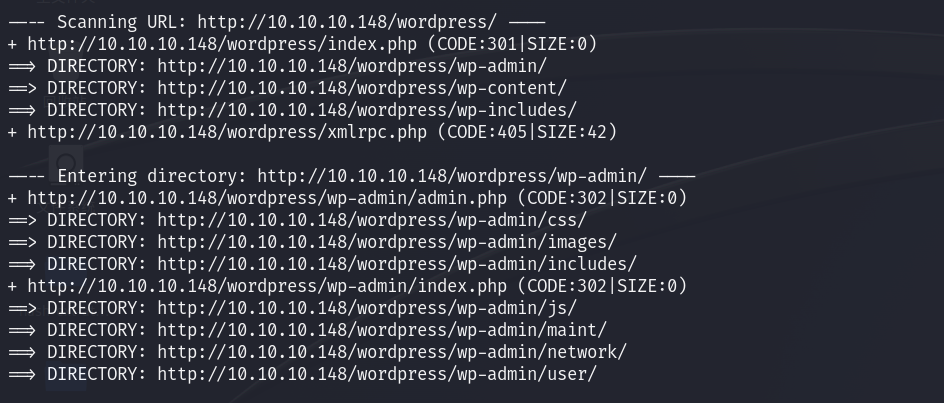 ---- Scanning URL: http://10.10.10.148/wordpress/ ----
+ http://10.10.10.148/wordpress/index.php (CODE:301|SIZE:0)
==> DIRECTORY: http://10.10.10.148/wordpress/wp-admin/
==> DIRECTORY: http://10.10.10.148/wordpress/wp-content/
==> DIRECTORY: http://10.10.10.148/wordpress/wp-includes/
+ http://10.10.10.148/wordpress/xmlrpc.php (CODE:405|SIZE:42)
---- Entering directory: http://10.10.10.148/wordpress/wp-admin/ ----
+ http://10.10.10.148/wordpress/wp-admin/admin.php (CODE:302|SIZE:0)
==> DIRECTORY: http://10.10.10.148/wordpress/wp-admin/css/
==> DIRECTORY: http://10.10.10.148/wordpress/wp-admin/images/
==> DIRECTORY: http://10.10.10.148/wordpress/wp-admin/includes/
+ http://10.10.10.148/wordpress/wp-admin/index.php (CODE:302|SIZE:0)
==> DIRECTORY: http://10.10.10.148/wordpress/wp-admin/js/
==> DIRECTORY: http://10.10.10.148/wordpress/wp-admin/maint/
==> DIRECTORY: http://10.10.10.148/wordpress/wp-admin/network/
==> DIRECTORY: http://10.10.10.148/wordpress/wp-admin/user/